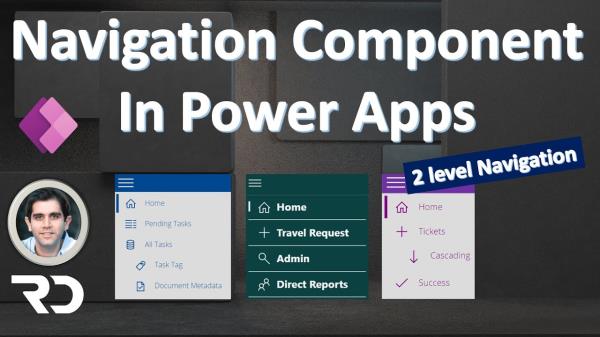 Navigation Component
In Power Apps
2 level Navigation
Home
Pending Tasks
All Tasks
Task Tag
Document Metadata
Home
Travel Request
Admin
Direct Reports
Home
Tickets
Cascading
Success
RD